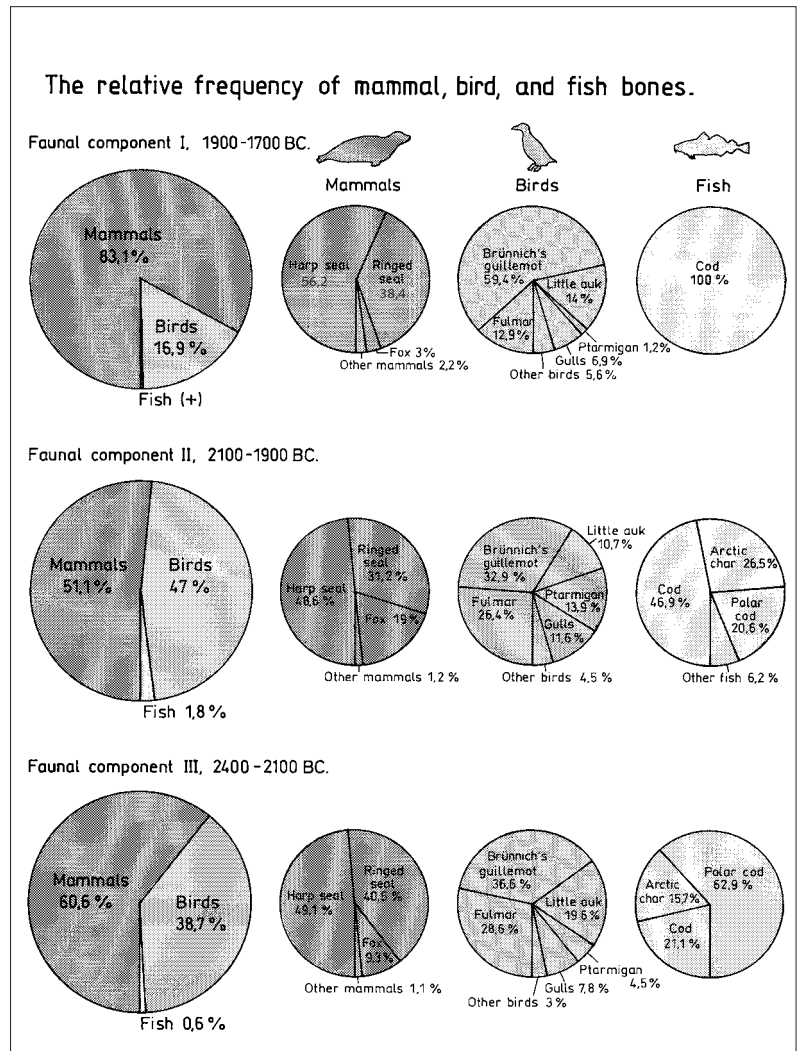 The relative frequency of mammal, bird, and fish bones.
Faunal component I, 1900-1700 BC.
Mammals
Birds
Fish
Mammals
83,1%
Birds
16,9 %
Fish (+)
Harp seal
56,2
Ringed
seal
38,4
Fox 3%
Other mammals 2,2%
Brünnich's
guillemot
59,4%
Little auk
14 %
Fulmar
12,9%
Ptarmigan 1,2%
Gulls 6,9%
Other birds 5,6%
Cod
100 %
Faunal component II, 2100-1900 BC.
Mammals
51,1%
Birds
47 %
Fish 1,8 %
Harp seal
48,6 %
Ringed
seal
31,2 %
Fox 19%
Other mammals 1,2 %
Brünnich's
guillemot
32,9 %
Little auk
10,7%
Ptarmigan
13,9 %
Fulmar
26,4%
Gulls
11,6%
Other birds 4,5 %
Arctic
char 26,5%
Cod
46,9 %
Polar
cod
20,6 %
Other fish 6,2 %
Faunal component III, 2400-2100 BC.
Mammals
60,6 %
Birds
38,7 %
Fish 0,6 %
Harp seal
49,1 %
Ringed
seal
40,5 %
Fox
9,3 %
Other mammals 1,1 %
Brünnich's
guillemot
36,6 %
Little auk
19,6 %
Fulmar
28,6 %
Ptarmigan
4,5%
Gulls 7,8 %
Other birds 3%
Polar cod
62,9 %
Arctic
char 15,7%
Cod
21,1 %